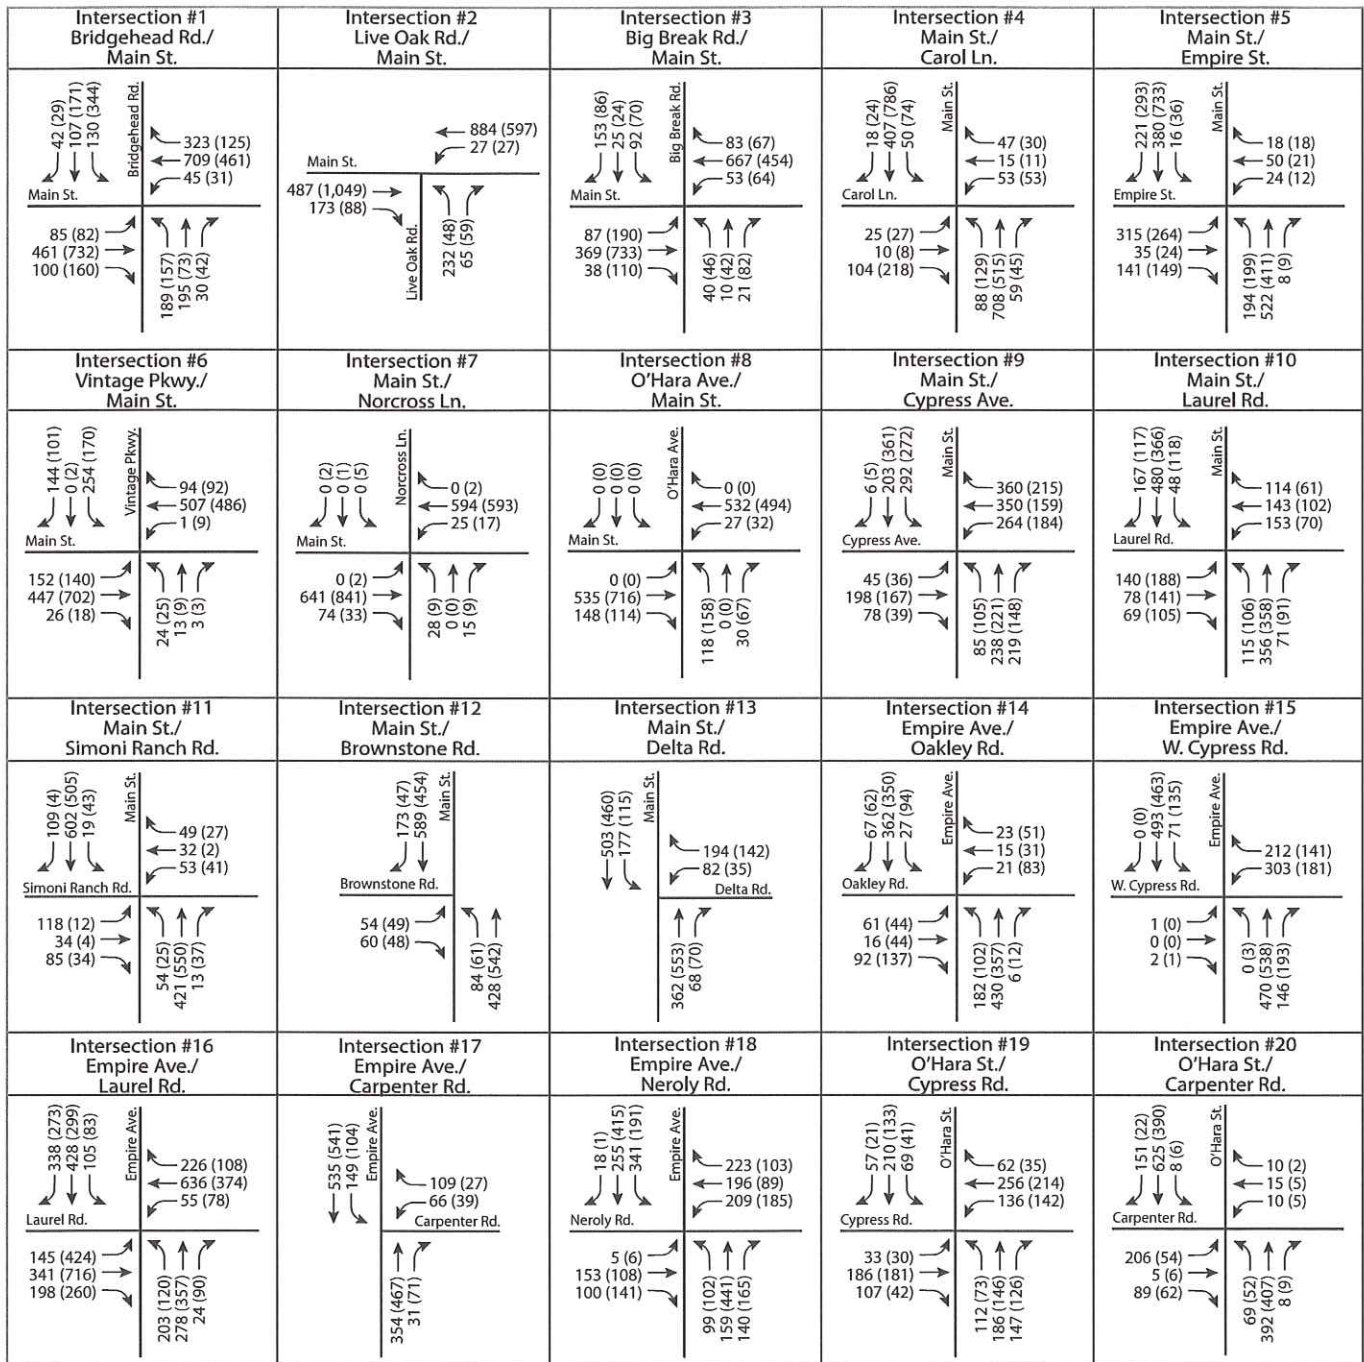 Intersection #1
Bridgehead Rd./
Main St.
42 (29)
107 (171)
130 (344)
Bridgehead Rd.
323 (125)
709 (461)
45 (31)
Main St.
85 (82)
461 (732)
100 (160)
189 (157)
195 (73)
30 (42)
Intersection #2
Live Oak Rd./
Main St.
884 (597)
27 (27)
Main St.
487 (1,049)
173 (88)
Live Oak Rd.
232 (48)
65 (59)
Intersection #3
Big Break Rd./
Main St.
153 (86)
25 (24)
92 (70)
Big Break Rd.
83 (67)
667 (454)
53 (64)
Main St.
87 (190)
369 (733)
38 (110)
40 (46)
10 (42)
21 (82)
Intersection #4
Main St./
Carol Ln.
18 (24)
407 (786)
50 (74)
Main St.
47 (30)
15 (11)
53 (53)
Carol Ln.
25 (27)
10 (8)
104 (218)
88 (129)
708 (515)
59 (45)
Intersection #5
Main St./
Empire St.
221 (293)
380 (733)
16 (36)
Main St.
18 (18)
50 (21)
24 (12)
Empire St.
315 (264)
35 (24)
141 (149)
194 (199)
522 (411)
8 (9)
Intersection #6
Vintage Pkwy./
Main St.
144 (101)
0 (2)
254 (170)
Vintage Pkwy.
94 (92)
507 (486)
1 (9)
Main St.
152 (140)
447 (702)
26 (18)
24 (25)
13 (9)
3 (3)
Intersection #7
Main St./
Norcross Ln.
0 (2)
0 (1)
0 (5)
Norcross Ln.
0 (2)
594 (593)
25 (17)
Main St.
0 (2)
641 (841)
74 (33)
28 (9)
0 (0)
15 (9)
Intersection #8
O'Hara Ave./
Main St.
0 (0)
0 (0)
0 (0)
O'Hara Ave.
0 (0)
532 (494)
27 (32)
Main St.
0 (0)
535 (716)
148 (114)
118 (158)
0 (0)
30 (67)
Intersection #9
Main St./
Cypress Ave.
6 (5)
203 (361)
292 (272)
Main St.
360 (215)
350 (159)
264 (184)
Cypress Ave.
45 (36)
198 (167)
78 (39)
85 (105)
238 (221)
219 (148)
Intersection #10
Main St./
Laurel Rd.
167 (117)
480 (366)
48 (118)
Main St.
114 (61)
143 (102)
153 (70)
Laurel Rd.
140 (188)
78 (141)
69 (105)
115 (106)
356 (358)
71 (91)
Intersection #11
Main St./
Simoni Ranch Rd.
109 (4)
602 (505)
19 (43)
Main St.
49 (27)
32 (2)
53 (41)
Simoni Ranch Rd.
118 (12)
34 (4)
85 (34)
54 (25)
421 (550)
13 (37)
Intersection #12
Main St./
Brownstone Rd.
173 (47)
589 (454)
Main St.
Brownstone Rd.
54 (49)
60 (48)
84 (61)
428 (542)
Intersection #13
Main St./
Delta Rd.
503 (460)
177 (115)
Main St.
194 (142)
82 (35)
Delta Rd.
362 (553)
68 (70)
Intersection #14
Empire Ave./
Oakley Rd.
67 (62)
362 (350)
27 (94)
Empire Ave.
23 (51)
15 (31)
21 (83)
Oakley Rd.
61 (44)
16 (44)
92 (137)
182 (102)
430 (357)
6 (12)
Intersection #15
Empire Ave./
W. Cypress Rd.
0 (0)
493 (463)
71 (135)
Empire Ave.
212 (141)
303 (181)
W. Cypress Rd.
1 (0)
0 (0)
2 (1)
0 (3)
470 (538)
146 (193)
Intersection #16
Empire Ave./
Laurel Rd.
338 (273)
428 (299)
105 (83)
Empire Ave.
226 (108)
636 (374)
55 (78)
Laurel Rd.
145 (424)
341 (716)
198 (260)
203 (120)
278 (357)
24 (90)
Intersection #17
Empire Ave./
Carpenter Rd.
535 (541)
149 (104)
Empire Ave.
109 (27)
66 (39)
Carpenter Rd.
354 (467)
31 (71)
Intersection #18
Empire Ave./
Neroly Rd.
18 (1)
255 (415)
341 (191)
Empire Ave.
223 (103)
196 (89)
209 (185)
Neroly Rd.
5 (6)
153 (108)
100 (141)
99 (102)
159 (441)
140 (165)
Intersection #19
O'Hara St./
Cypress Rd.
57 (21)
210 (133)
69 (41)
O'Hara St.
62 (35)
256 (214)
136 (142)
Cypress Rd.
33 (30)
186 (181)
107 (42)
112 (73)
186 (146)
147 (126)
Intersection #20
O'Hara St./
Carpenter Rd.
151 (22)
625 (390)
8 (6)
O'Hara St.
10 (2)
15 (5)
10 (5)
Carpenter Rd.
206 (54)
5 (6)
89 (62)
69 (52)
392 (407)
8 (9)